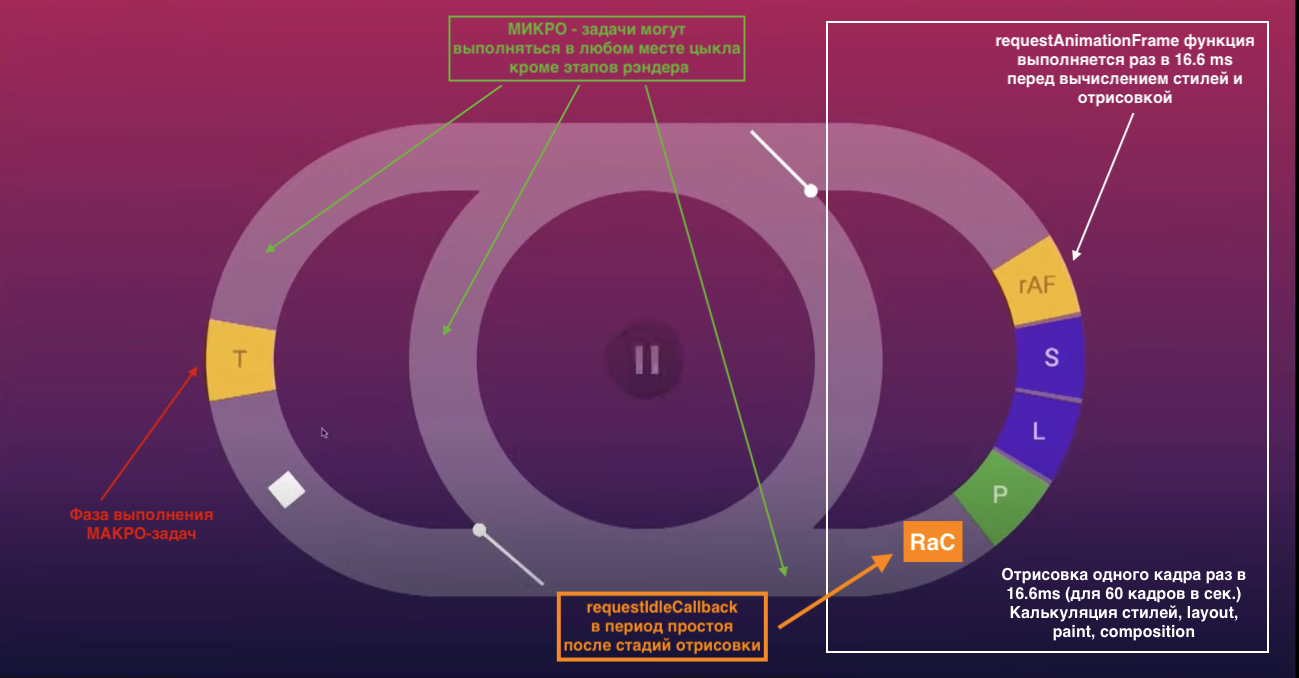 МИКРО - задачи могут
выполняться в любом месте цыкла
кроме этапов рэндера
requestAnimationFrame функция
выполняется раз в 16.6 ms
перед вычислением стилей и
отрисовкой
rAF
T
S
L
P
RaC
Фаза выполнения
МАКРО-задач
requestIdleCallback
в период простоя
после стадий отрисовки
Отрисовка одного кадра раз в
16.6ms (для 60 кадров в сек.)
Калькуляция стилей, layout,
paint, composition